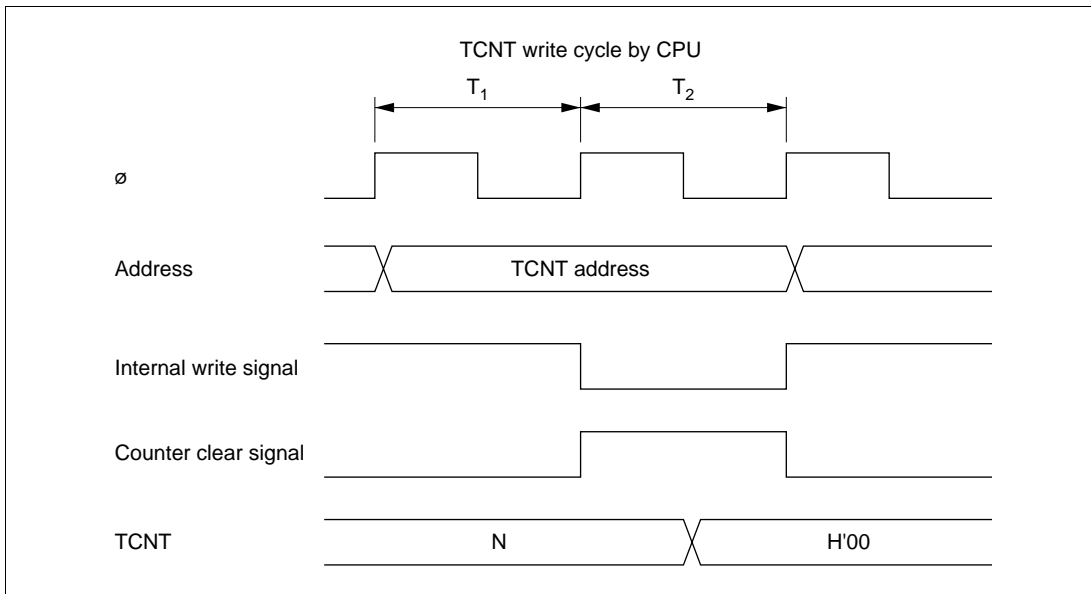 TCNT write cycle by CPU
T1 T2
ø
Address TCNT address
Internal write signal
Counter clear signal
TCNT N H'00